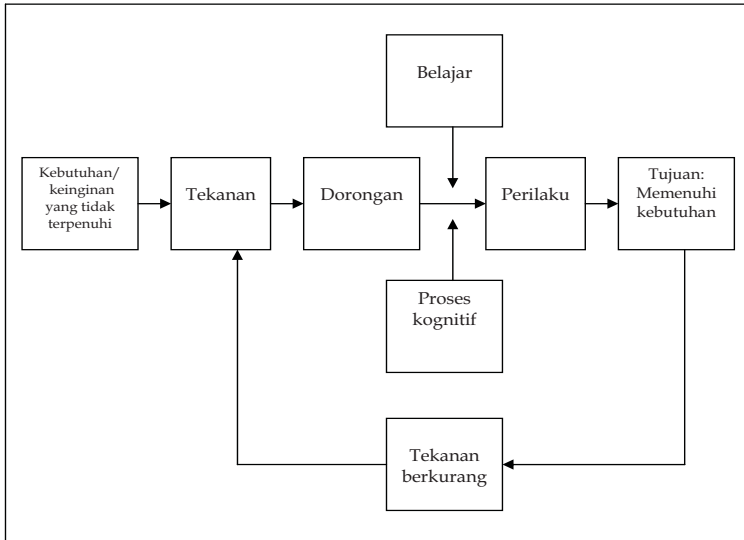 Belajar
Kebutuhan/
keinginan
yang tidak
terpenuhi
Tekanan
Dorongan
Perilaku
Tujuan:
Memenuhi
kebutuhan
Proses
kognitif
Tekanan
berkurang